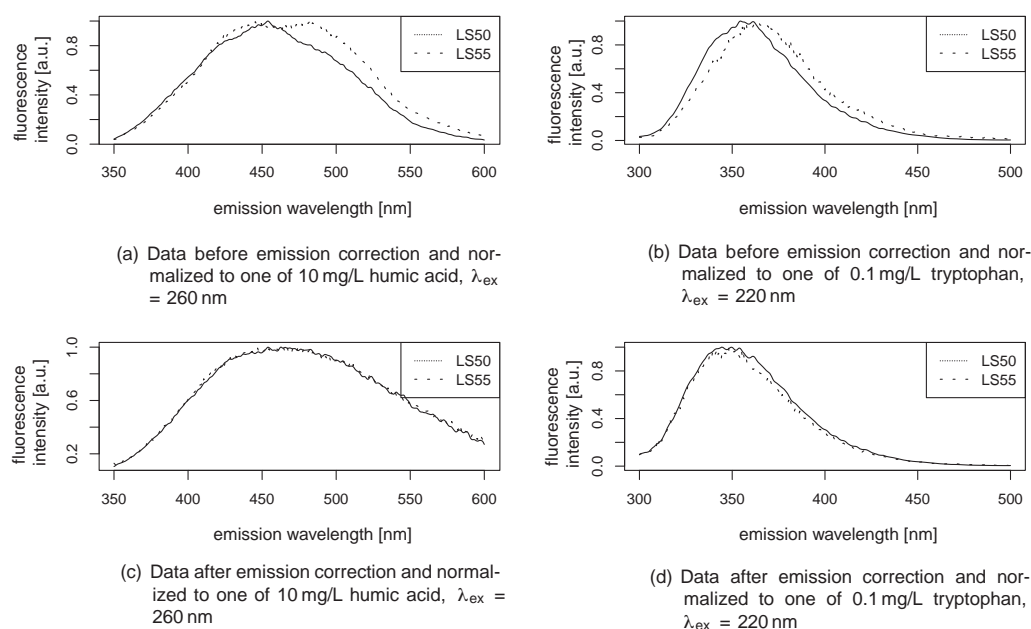 fluorescence
intensity [a.u.]
0.0 0.4 0.8
LS50
LS55
350 400 450 500 550 600
emission wavelength [nm]
(a) Data before emission correction and nor-
malized to one of 10 mg/L humic acid, λex
= 260 nm
fluorescence
intensity [a.u.]
0.0 0.4 0.8
LS50
LS55
300 350 400 450 500
emission wavelength [nm]
(b) Data before emission correction and nor-
malized to one of 0.1 mg/L tryptophan,
λex = 220 nm
fluorescence
intensity [a.u.]
0.2 0.6 1.0
LS50
LS55
350 400 450 500 550 600
emission wavelength [nm]
(c) Data after emission correction and normal-
ized to one of 10 mg/L humic acid, λex =
260 nm
fluorescence
intensity [a.u.]
0.0 0.4 0.8
LS50
LS55
300 350 400 450 500
emission wavelength [nm]
(d) Data after emission correction and nor-
malized to one of 0.1 mg/L tryptophan,
λex = 220 nm